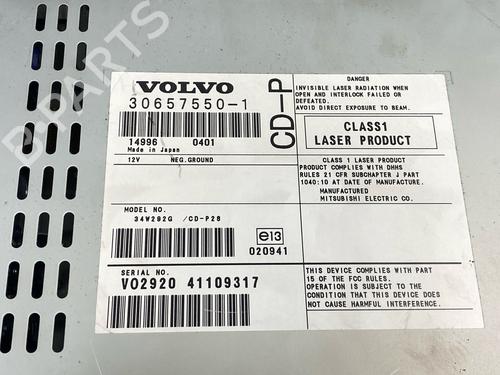 VOLVO
30657550-1
CD-P
14996 0401
Made in Japan
12V NEG.GROUND
MODEL NO.
34W292G /CD-P28
e13
020941
SERIAL NO.
VO2920 41109317
DANGER
INVISIBLE LASER RADIATION WHEN
OPEN AND INTERLOCK FAILED OR
DEFEATED.
AVOID DIRECT EXPOSURE TO BEAM.
CLASS1
LASER PRODUCT
CLASS 1 LASER PRODUCT
PRODUCT COMPLIES WITH DHHS
RULES 21 CFR SUBCHAPTER J PART
1040:10 AT DATE OF MANUFACTURE.
MANUFACTURED
MITSUBISHI ELECTRIC CO.
THIS DEVICE COMPLIES WITH PART
15 OF THE FCC RULES.
OPERATION IS SUBJECT TO THE
CONDITION THAT THIS DEVICE DOES
NOT CAUSE HARMFUL INTERFERENCE.
B-PARTS